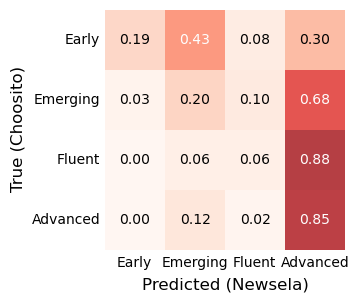 True (Choosito)
Early 0.19 0.43 0.08 0.30
Emerging 0.03 0.20 0.10 0.68
Fluent 0.00 0.06 0.06 0.88
Advanced 0.00 0.12 0.02 0.85
Early Emerging Fluent Advanced
Predicted (Newsela)